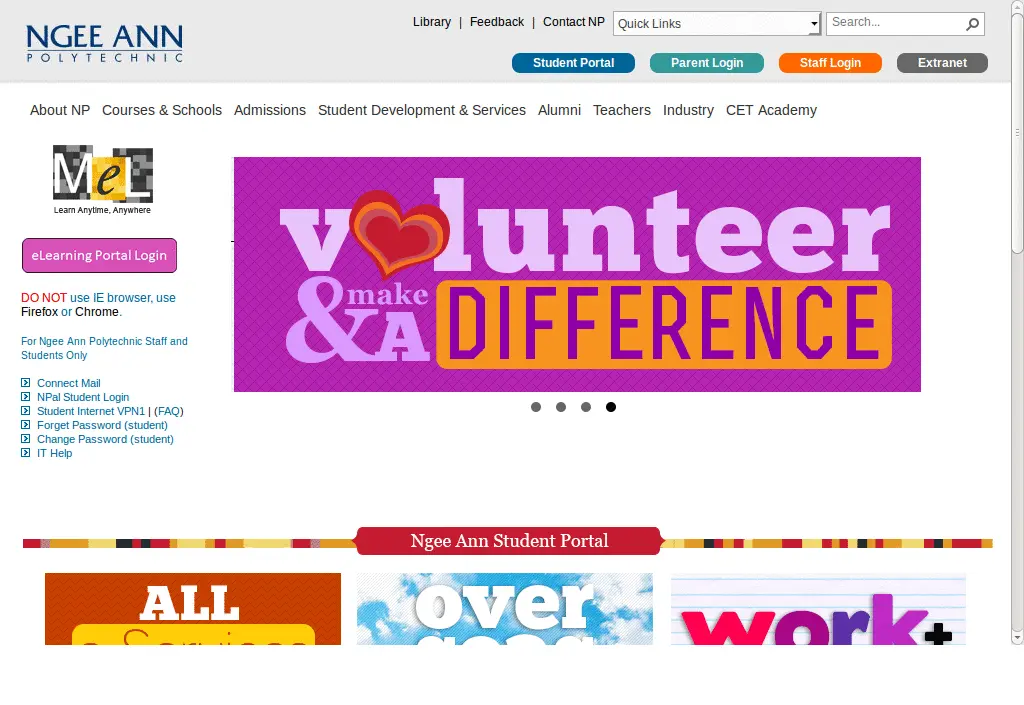 Library | Feedback | Contact NP Quick Links Search...
NGEE ANN
POLYTECHNIC
Student Portal Parent Login Staff Login Extranet
About NP Courses & Schools Admissions Student Development & Services Alumni Teachers Industry CET Academy
MeL
Learn Anytime, Anywhere
eLearning Portal Login
DO NOT use IE browser, use
Firefox or Chrome.
For Ngee Ann Polytechnic Staff and
Students Only
Connect Mail
NPal Student Login
Student Internet VPN1 | (FAQ)
Forget Password (student)
Change Password (student)
IT Help
volunteer
& make
A DIFFERENCE
Ngee Ann Student Portal
ALL
e-Services
over
work+